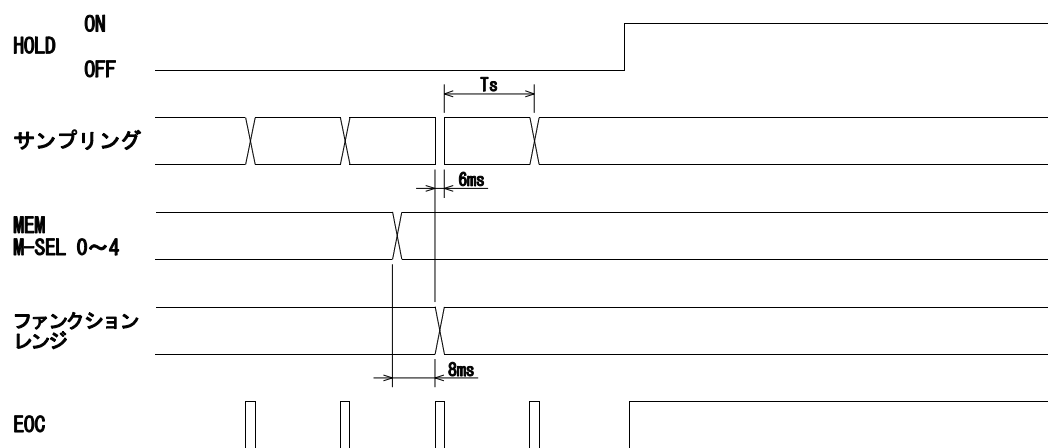 ON
HOLD
OFF
Ts
サンプリング
6ms
MEM
M-SEL 0～4
ファンクション
レンジ
8ms
EOC